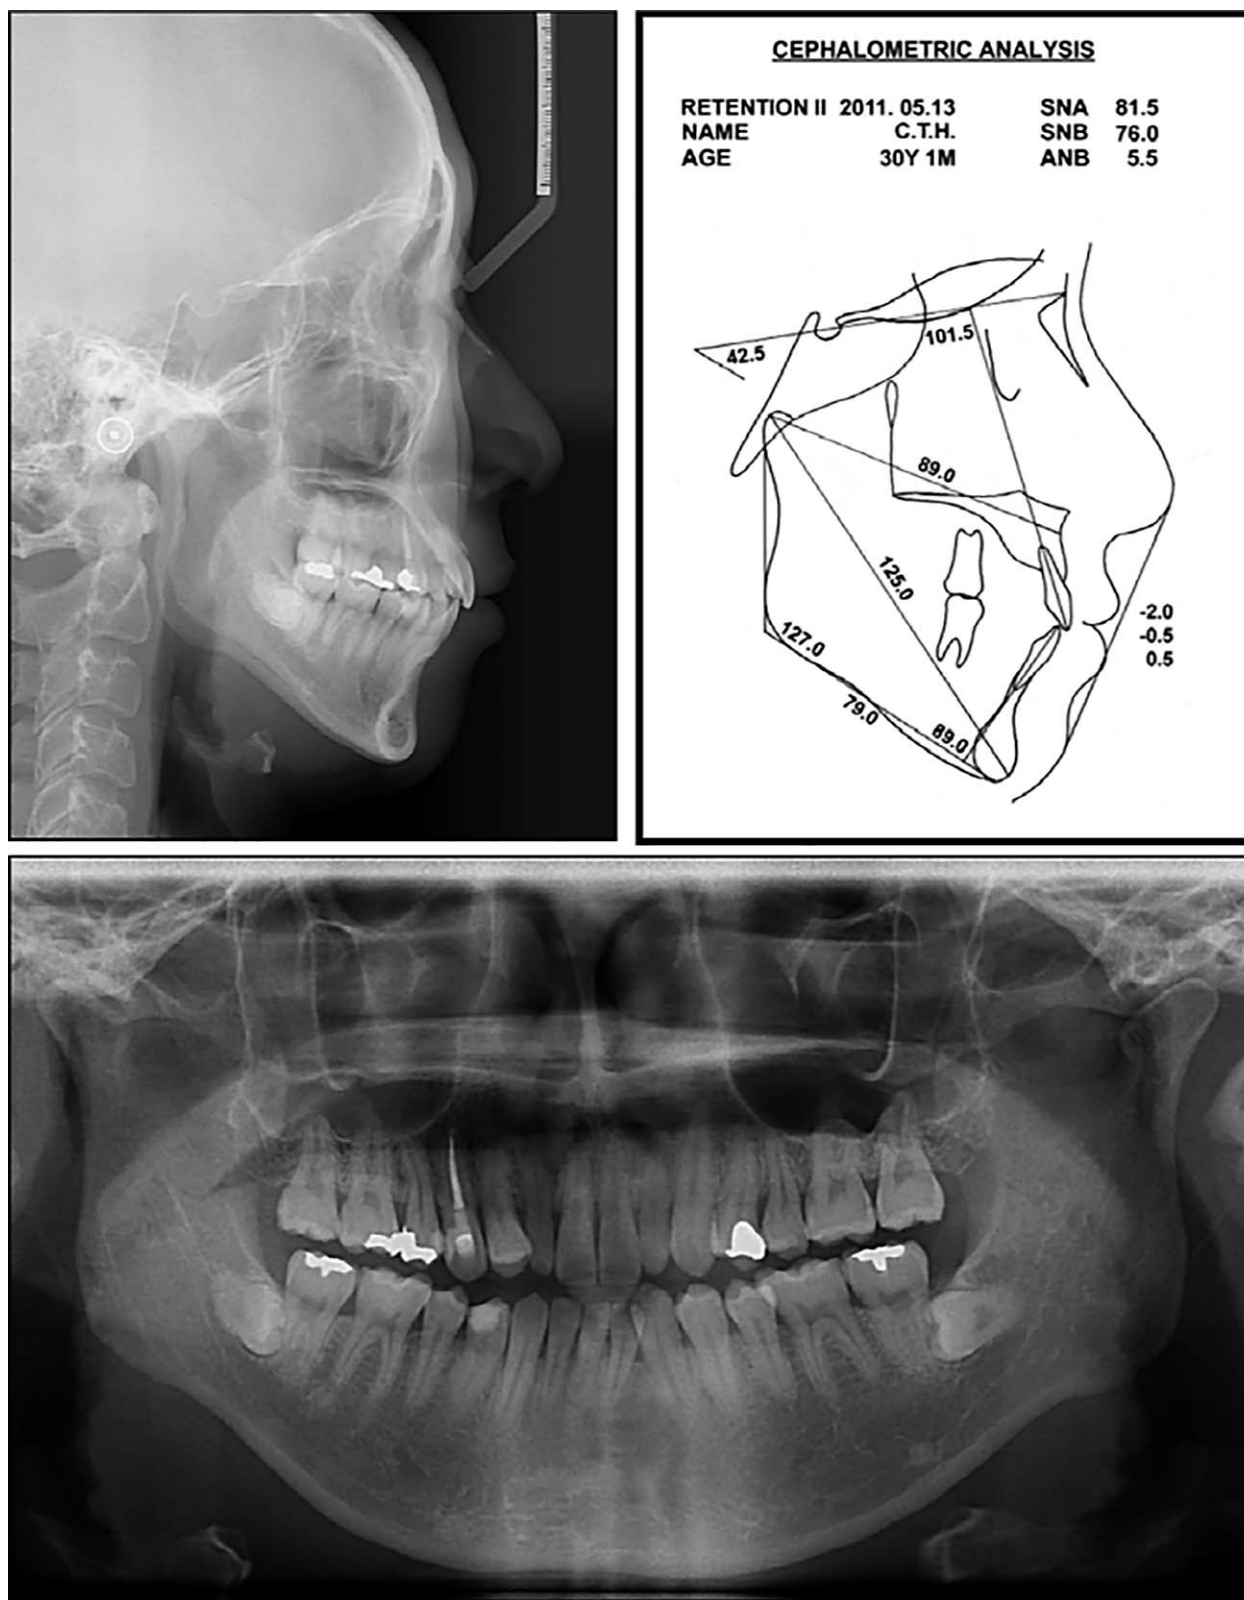 CEPHALOMETRIC ANALYSIS
RETENTION II 2011. 05.13 SNA 81.5
NAME C.T.H. SNB 76.0
AGE 30Y 1M ANB 5.5
42.5
101.5
89.0
125.0
-2.0
-0.5
0.5
127.0
79.0
89.0